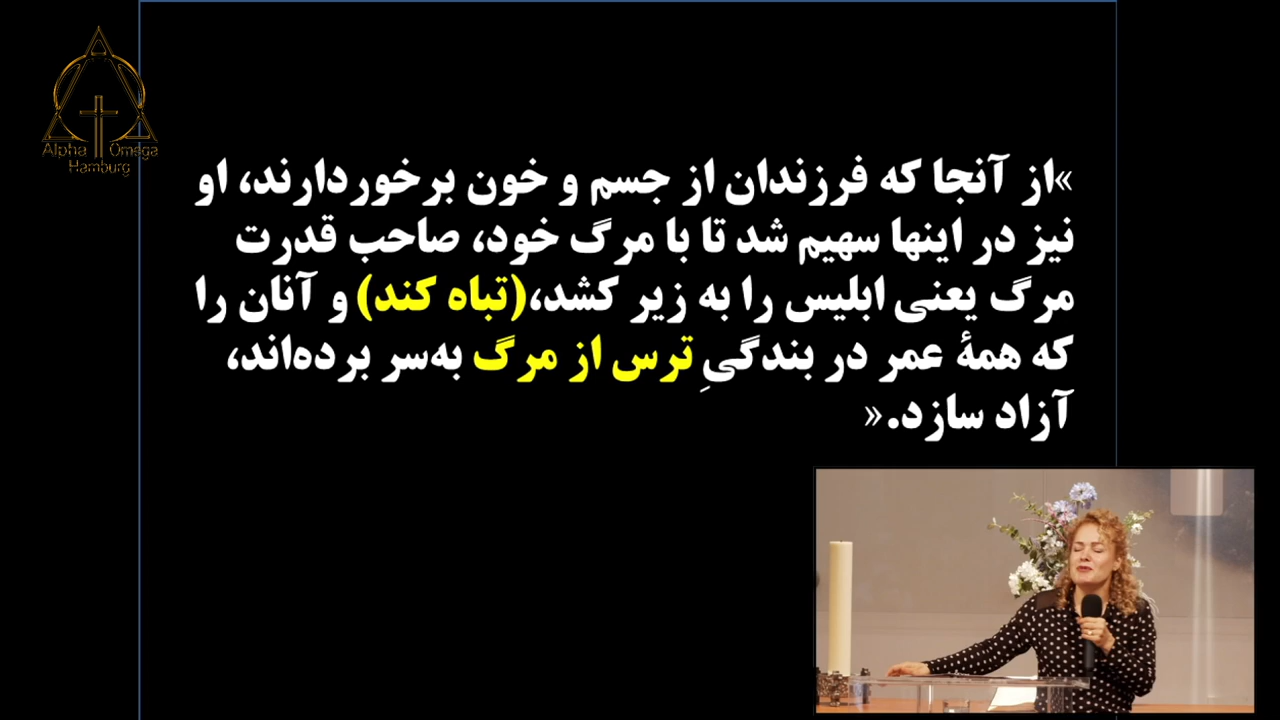 Alpha Omega
Hamburg
»از آنجا که فرزندان از جسم و خون برخوردارند، او
نیز در اینها سهیم شد تا با مرگ خود، صاحب قدرت
مرگ یعنی ابلیس را به زیر کشد،(تباه کند) و آنان را
که همهٔ عمر در بندگیِ ترس از مرگ به‌سر برده‌اند،
آزاد سازد.«